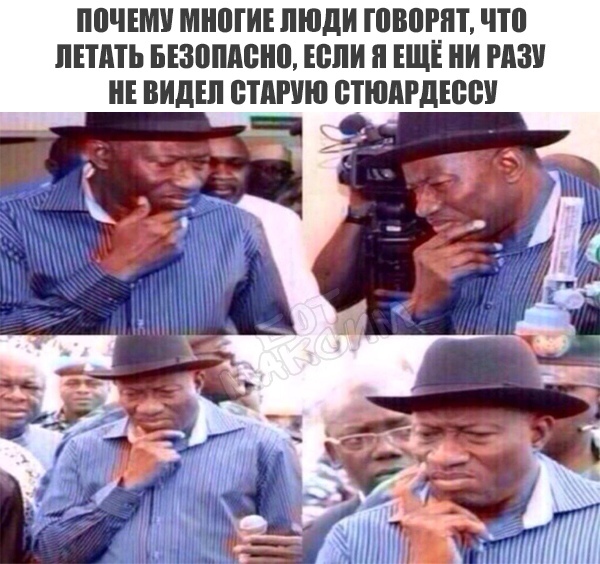 ПОЧЕМУ МНОГИЕ ЛЮДИ ГОВОРЯТ, ЧТО
ЛЕТАТЬ БЕЗОПАСНО, ЕСЛИ Я ЕЩЁ НИ РАЗУ
НЕ ВИДЕЛ СТАРУЮ СТЮАРДЕССУ